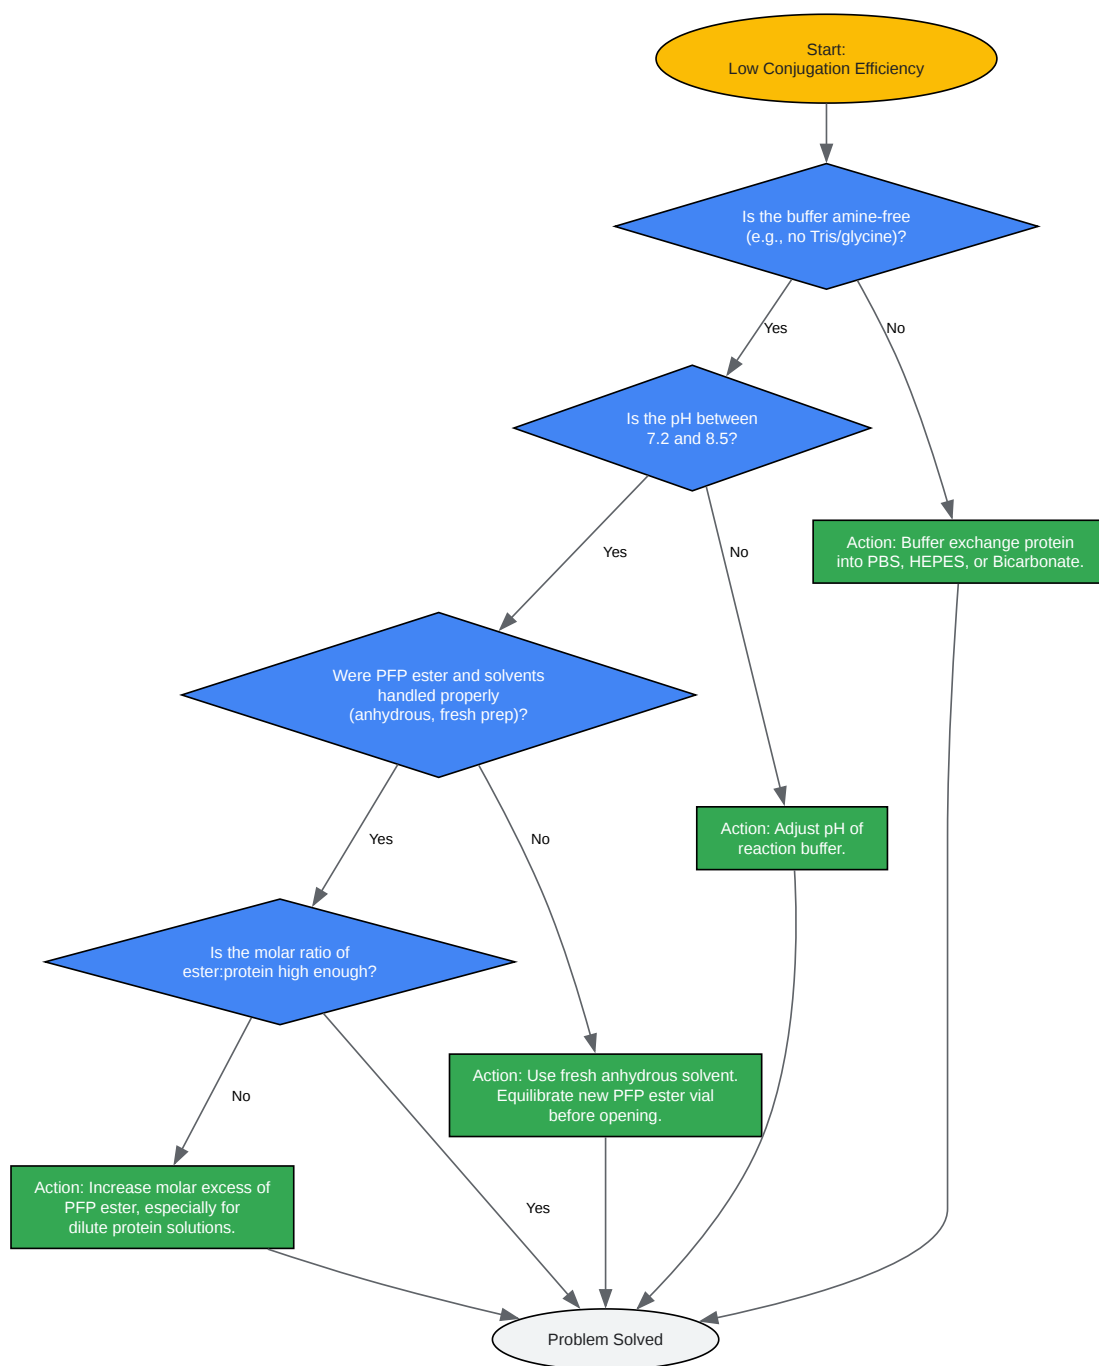 Start:
Low Conjugation Efficiency
Is the buffer amine-free
(e.g., no Tris/glycine)?
Yes
No
Is the pH between
7.2 and 8.5?
Yes
No
Action: Buffer exchange protein
into PBS, HEPES, or Bicarbonate.
Were PFP ester and solvents
handled properly
(anhydrous, fresh prep)?
Yes
No
Action: Adjust pH of
reaction buffer.
Is the molar ratio of
ester:protein high enough?
No
Yes
Action: Use fresh anhydrous solvent.
Equilibrate new PFP ester vial
before opening.
Action: Increase molar excess of
PFP ester, especially for
dilute protein solutions.
Problem Solved